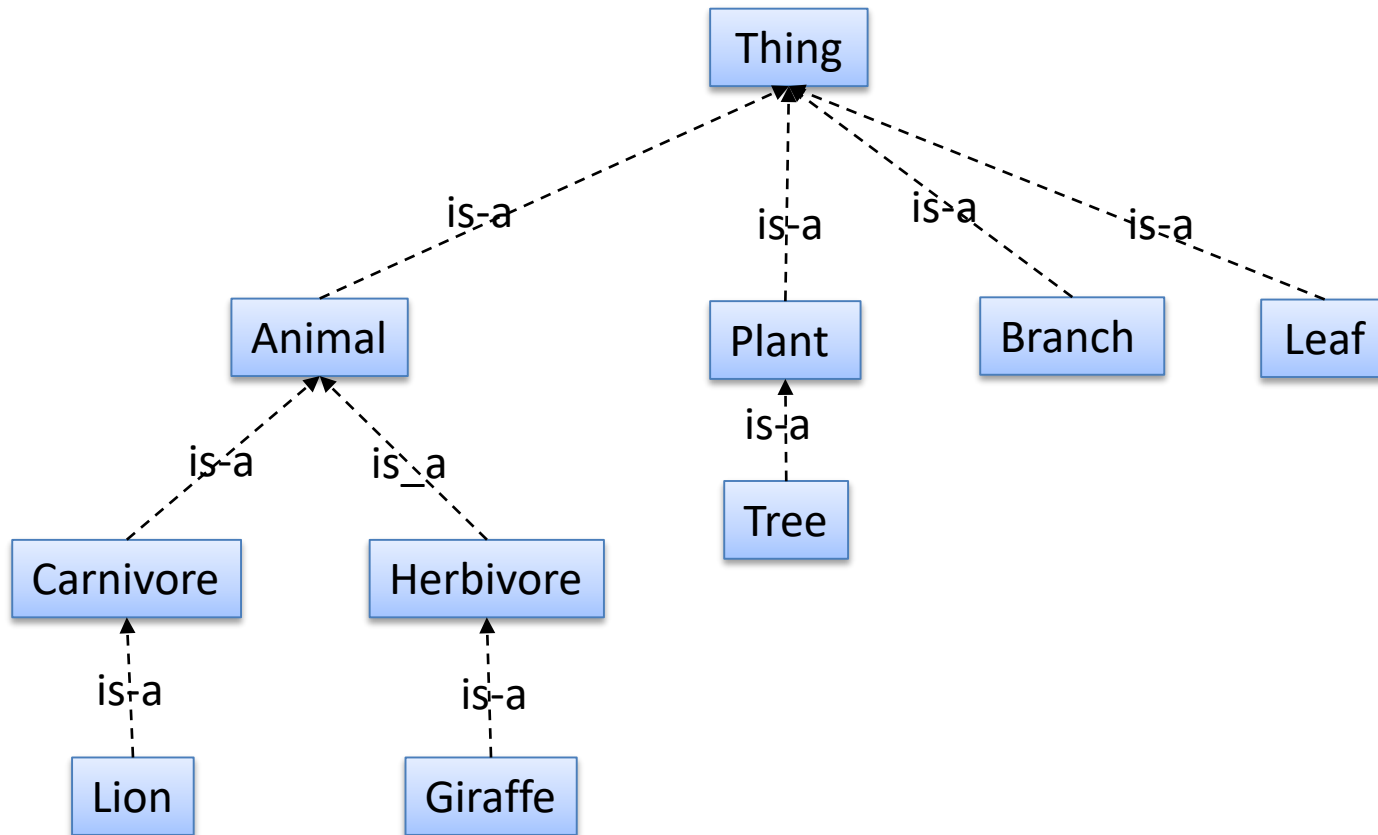 Thing
is-a
is-a
is-a
is-a
Animal
Plant
Branch
Leaf
is-a
is_a
is-a
Tree
Carnivore
Herbivore
is-a
is-a
Lion
Giraffe